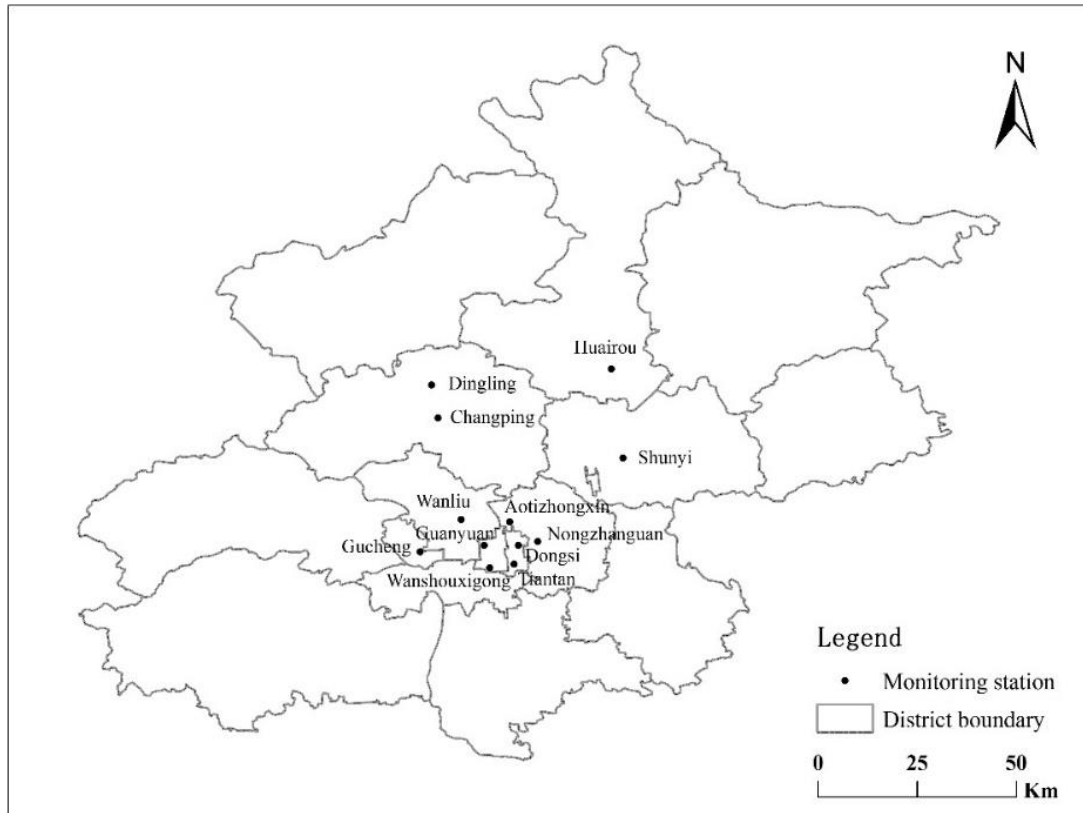 N
Huairou
Dingling
Changping
Shunyi
Wanliu
Aotizhongxin
Guanyuan
Nongzhanguan
Gucheng
Dongsi
Wanshouxigong
Tiantan
Legend
Monitoring station
District boundary
0 25 50
Km